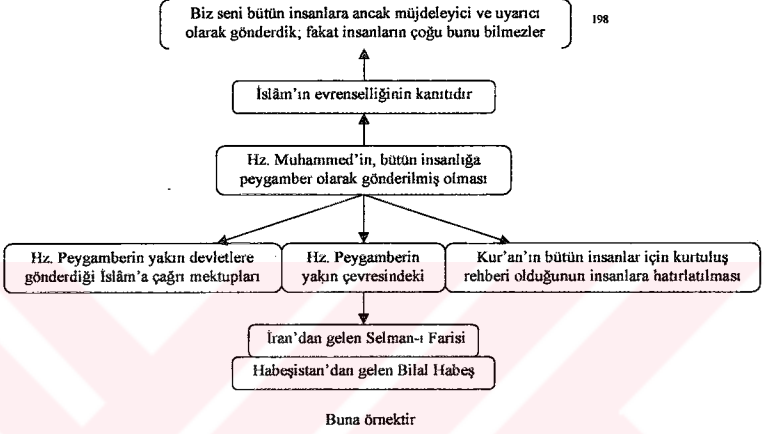 Biz seni bütün insanlara ancak müjdeleyici ve uyarıcı
olarak gönderdik; fakat insanların çoğu bunu bilmezler
198
İslâm'ın evrenselliğinin kanıtıdır
Hz. Muhammed'in, bütün insanlığa
peygamber olarak gönderilmiş olması
Hz. Peygamberin yakın devletlere
gönderdiği İslâm'a çağrı mektupları
Hz. Peygamberin
yakın çevresindeki
Kur'an'ın bütün insanlar için kurtuluş
rehberi olduğunun insanlara hatırlatılması
İran'dan gelen Selman-ı Farisi
Habeşistan'dan gelen Bilal Habeş
Buna örnektir